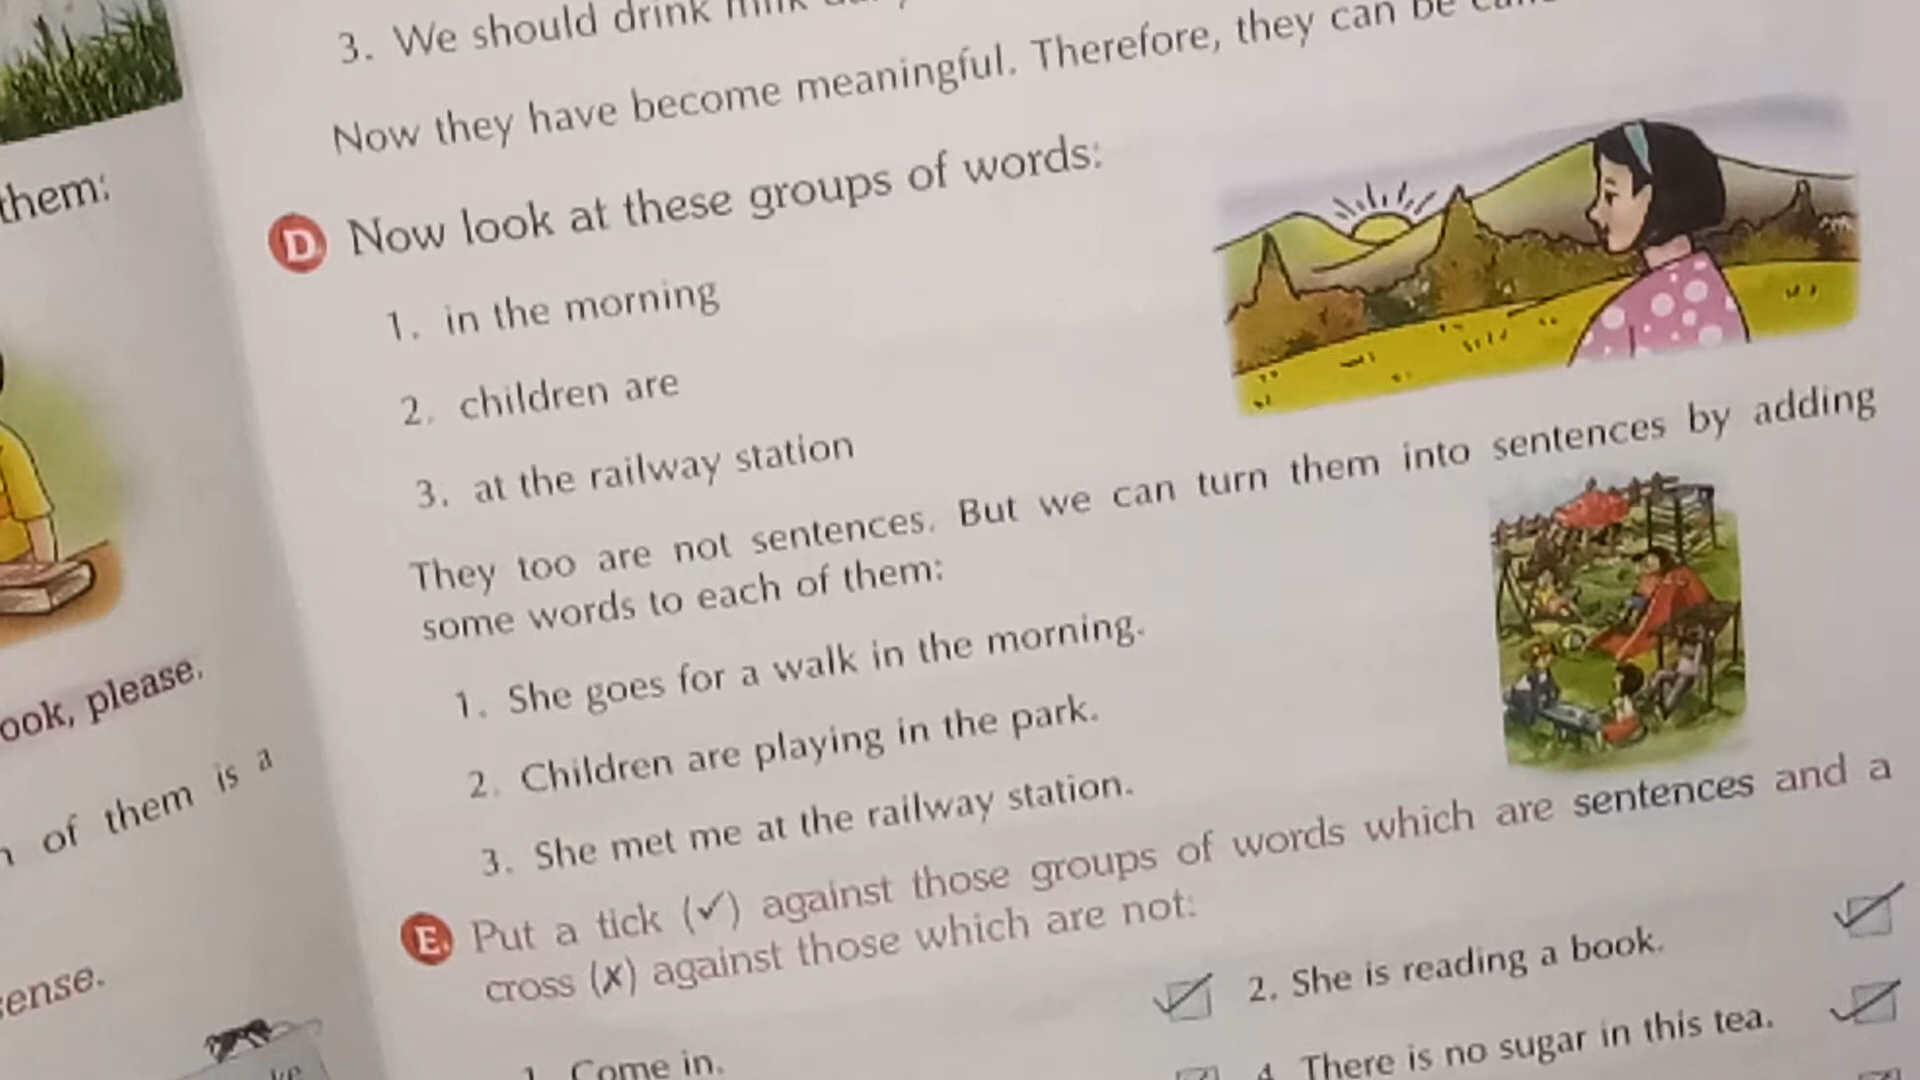 them:
ook, please.
of them is a
sense.
3. We should drink
Now they have become meaningful. Therefore, they can be
D. Now look at these groups of words:
1. in the morning
2. children are
3. at the railway station
They too are not sentences. But we can turn them into sentences by adding
some words to each of them:
1. She goes for a walk in the morning.
2. Children are playing in the park.
3. She met me at the railway station.
E. Put a tick (✓) against those groups of words which are sentences and a
cross (✗) against those which are not:
1. Come in. ✓
2. She is reading a book. ✓
4. There is no sugar in this tea. ✓